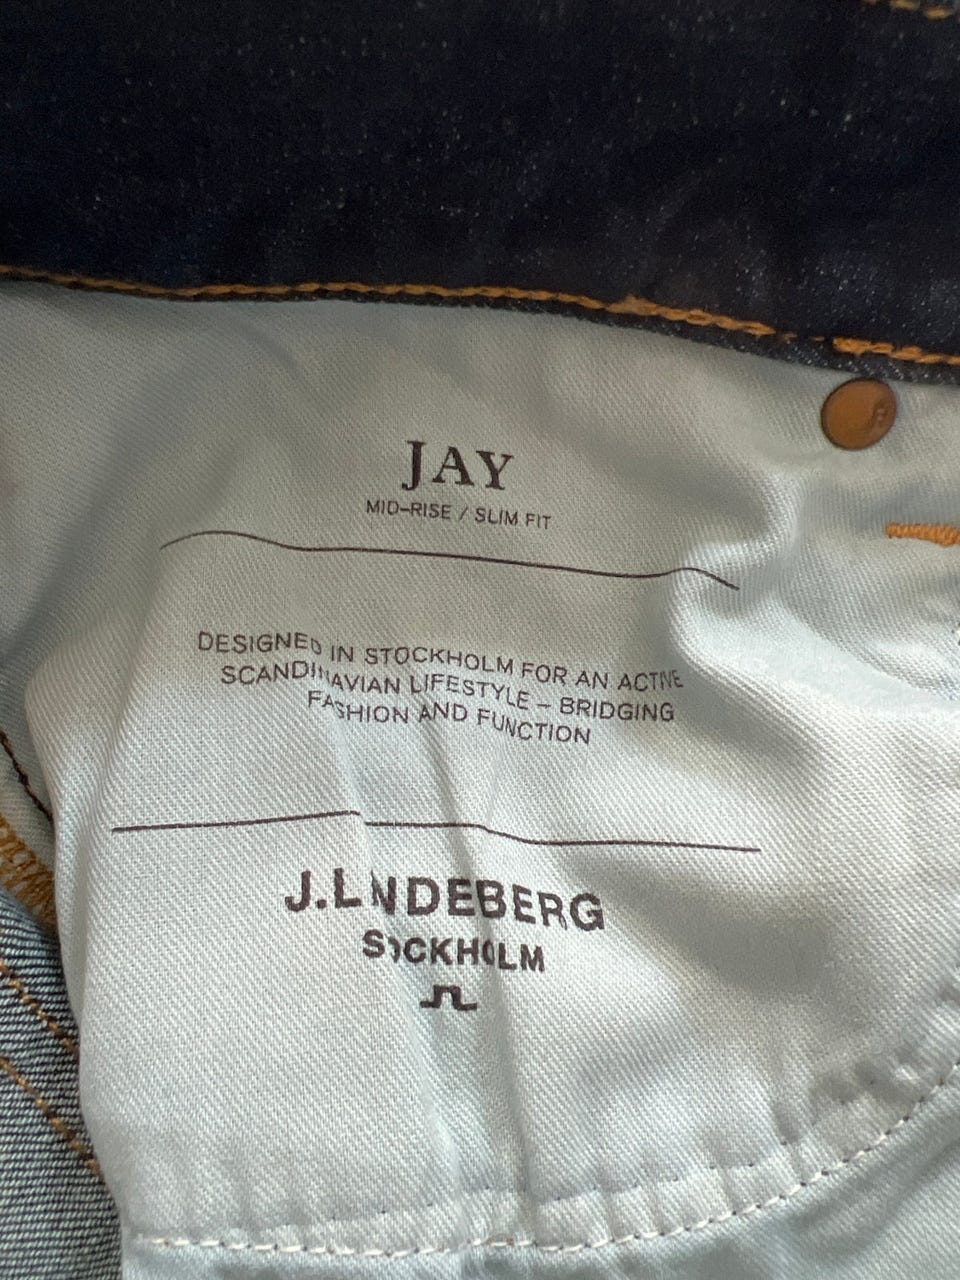 JAY
MID-RISE / SLIM FIT
DESIGNED IN STOCKHOLM FOR AN ACTIVE
SCANDINAVIAN LIFESTYLE – BRIDGING
FASHION AND FUNCTION
J.LINDEBERG
STOCKHOLM